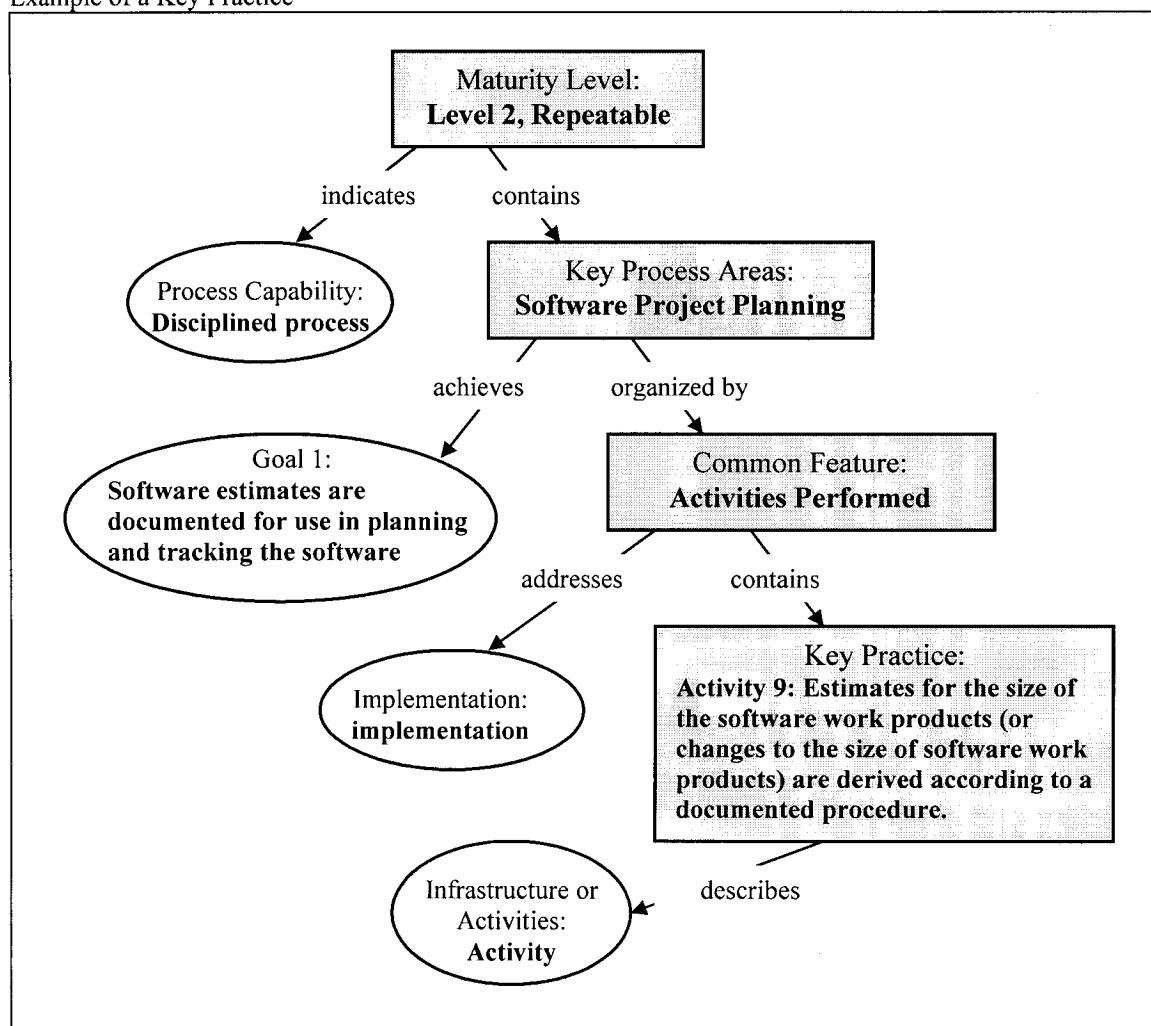 Example of a Key Practice
Maturity Level:
Level 2, Repeatable
indicates
contains
Process Capability:
Disciplined process
Key Process Areas:
Software Project Planning
achieves
organized by
Goal 1:
Software estimates are
documented for use in planning
and tracking the software
Common Feature:
Activities Performed
addresses
contains
Implementation:
implementation
Key Practice:
Activity 9: Estimates for the size of
the software work products (or
changes to the size of software work
products) are derived according to a
documented procedure.
describes
Infrastructure or
Activities:
Activity